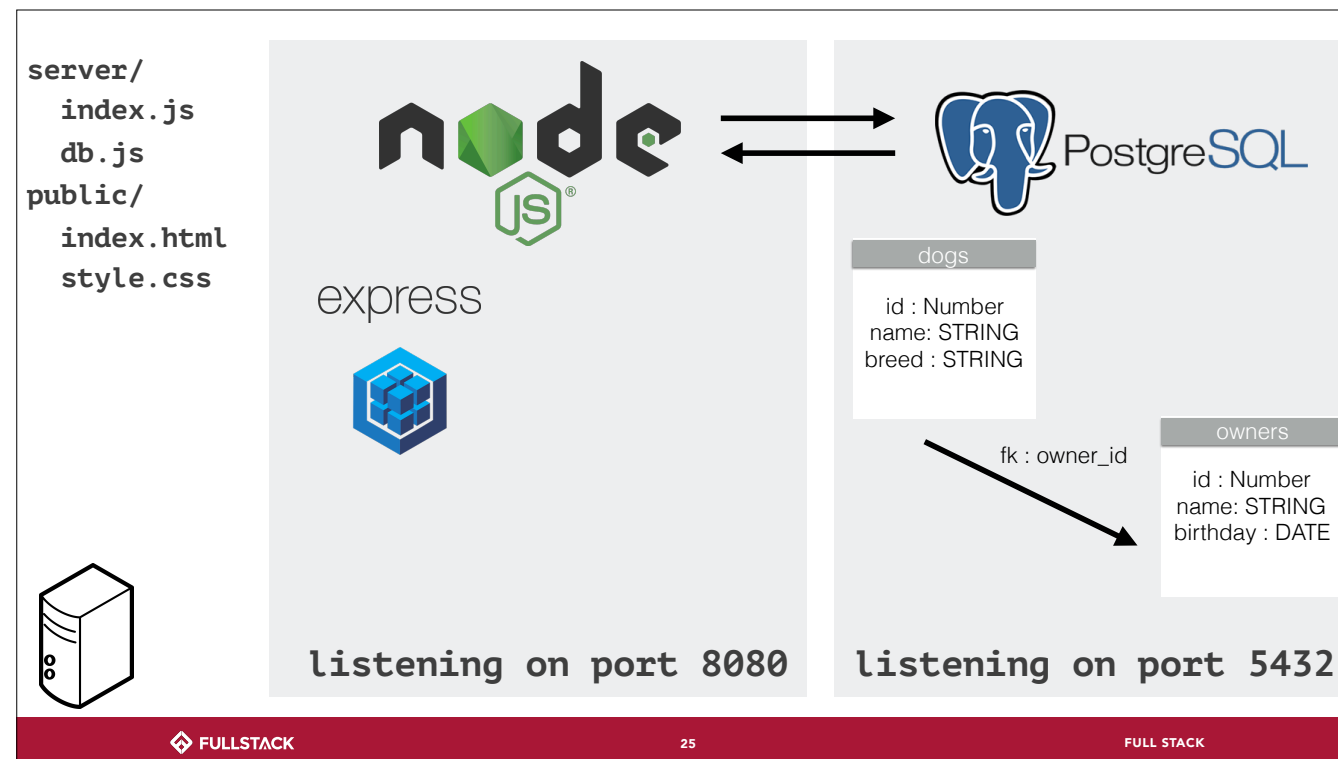 server/
index.js
db.js
public/
index.html
style.css
node
JS®
express
listening on port 8080
PostgreSQL
dogs
id : Number
name: STRING
breed : STRING
fk : owner_id
owners
id : Number
name: STRING
birthday : DATE
listening on port 5432
FULLSTACK
25
FULL STACK